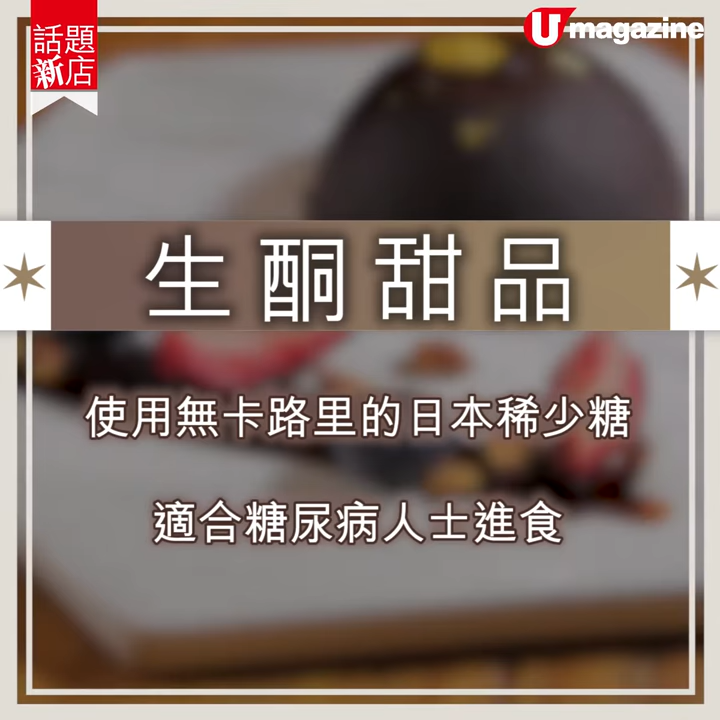 話題
新店
U magazine
生酮甜品
使用無卡路里的日本稀少糖
適合糖尿病人士進食